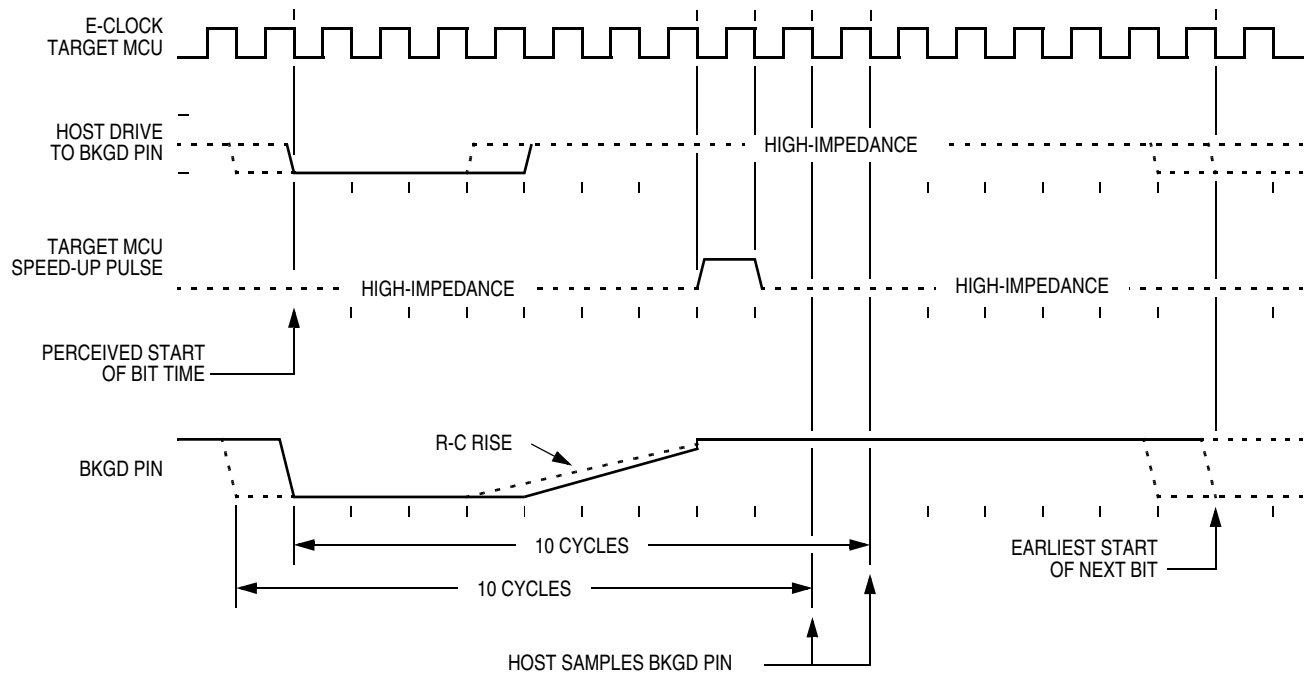 E-CLOCK
TARGET MCU
HOST DRIVE
TO BKGD PIN
HIGH-IMPEDANCE
TARGET MCU
SPEED-UP PULSE
HIGH-IMPEDANCE
HIGH-IMPEDANCE
PERCEIVED START
OF BIT TIME
R-C RISE
BKGD PIN
10 CYCLES
EARLIEST START
OF NEXT BIT
10 CYCLES
HOST SAMPLES BKGD PIN